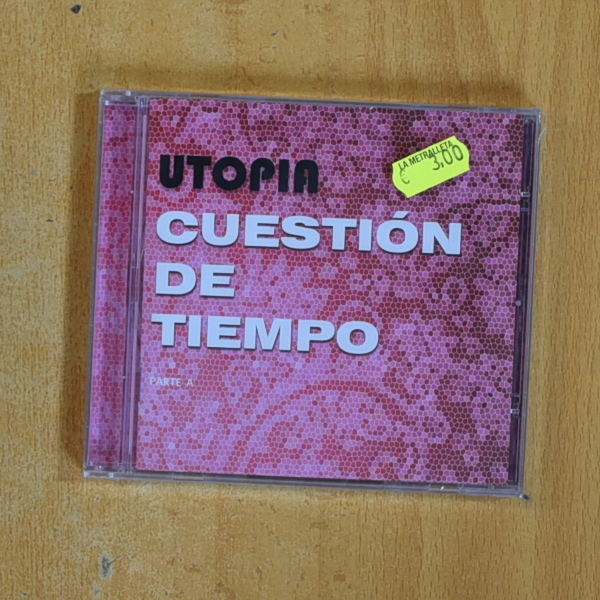 UTOPIA
LA METRALLETA
€ 3.00
CUESTIÓN
DE
TIEMPO
PARTE A